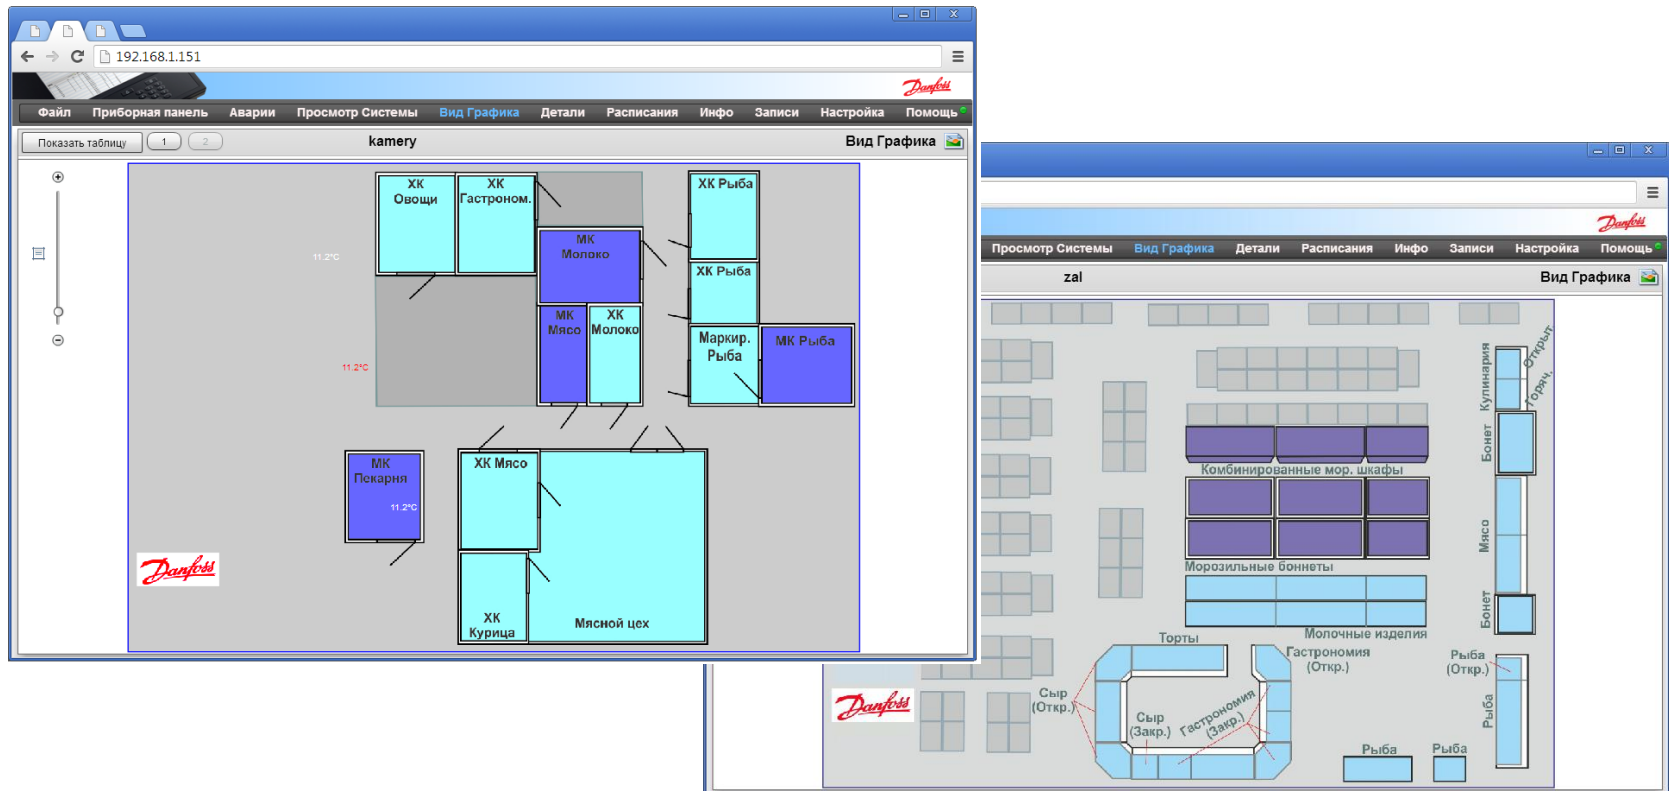 192.168.1.151
Danfoss
Файл Приборная панель Аварии Просмотр Системы Вид Графика Детали Расписания Инфо Записи Настройка Помощь
Показать таблицу 1 2 kamery Вид Графика
ХК
Овощи
ХК
Гастроном.
ХК Рыба
МК
Молоко
11.2°C
ХК Рыба
МК
Мясо
ХК
Молоко
Маркир.
Рыба
МК Рыба
11.2°C
МК
Пекарня
11.2°C
ХК Мясо
Danfoss
ХК
Курица
Мясной цех
Danfoss
Просмотр Системы Вид Графика Детали Расписания Инфо Записи Настройка Помощь
zal Вид Графика
Кулинария
Открыт.
Горяч.
Бонет
Комбинированные мор. шкафы
Мясо
Морозильные боннеты
Бонет
Молочные изделия
Торты
Гастрономия
(Откр.)
Рыба
(Откр.)
Сыр
(Откр.)
Сыр
(Закр.)
Гастрономия
(Закр.)
Рыба
Рыба
Рыба
Danfoss